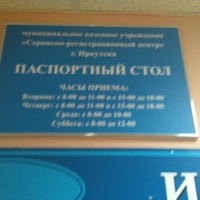 муниципальное казенное учреждение
«Сервисно-регистрационный центр»
г. Иркутска
ПАСПОРТНЫЙ СТОЛ
ЧАСЫ ПРИЕМА:
Вторник: с 8-00 до 11-00 и с 15-00 до 18-00
Четверг: с 8-00 до 11-00 и с 15-00 до 18-00
Среда: с 8-00 до 10-00
Суббота: с 8-00 до 12-00
И